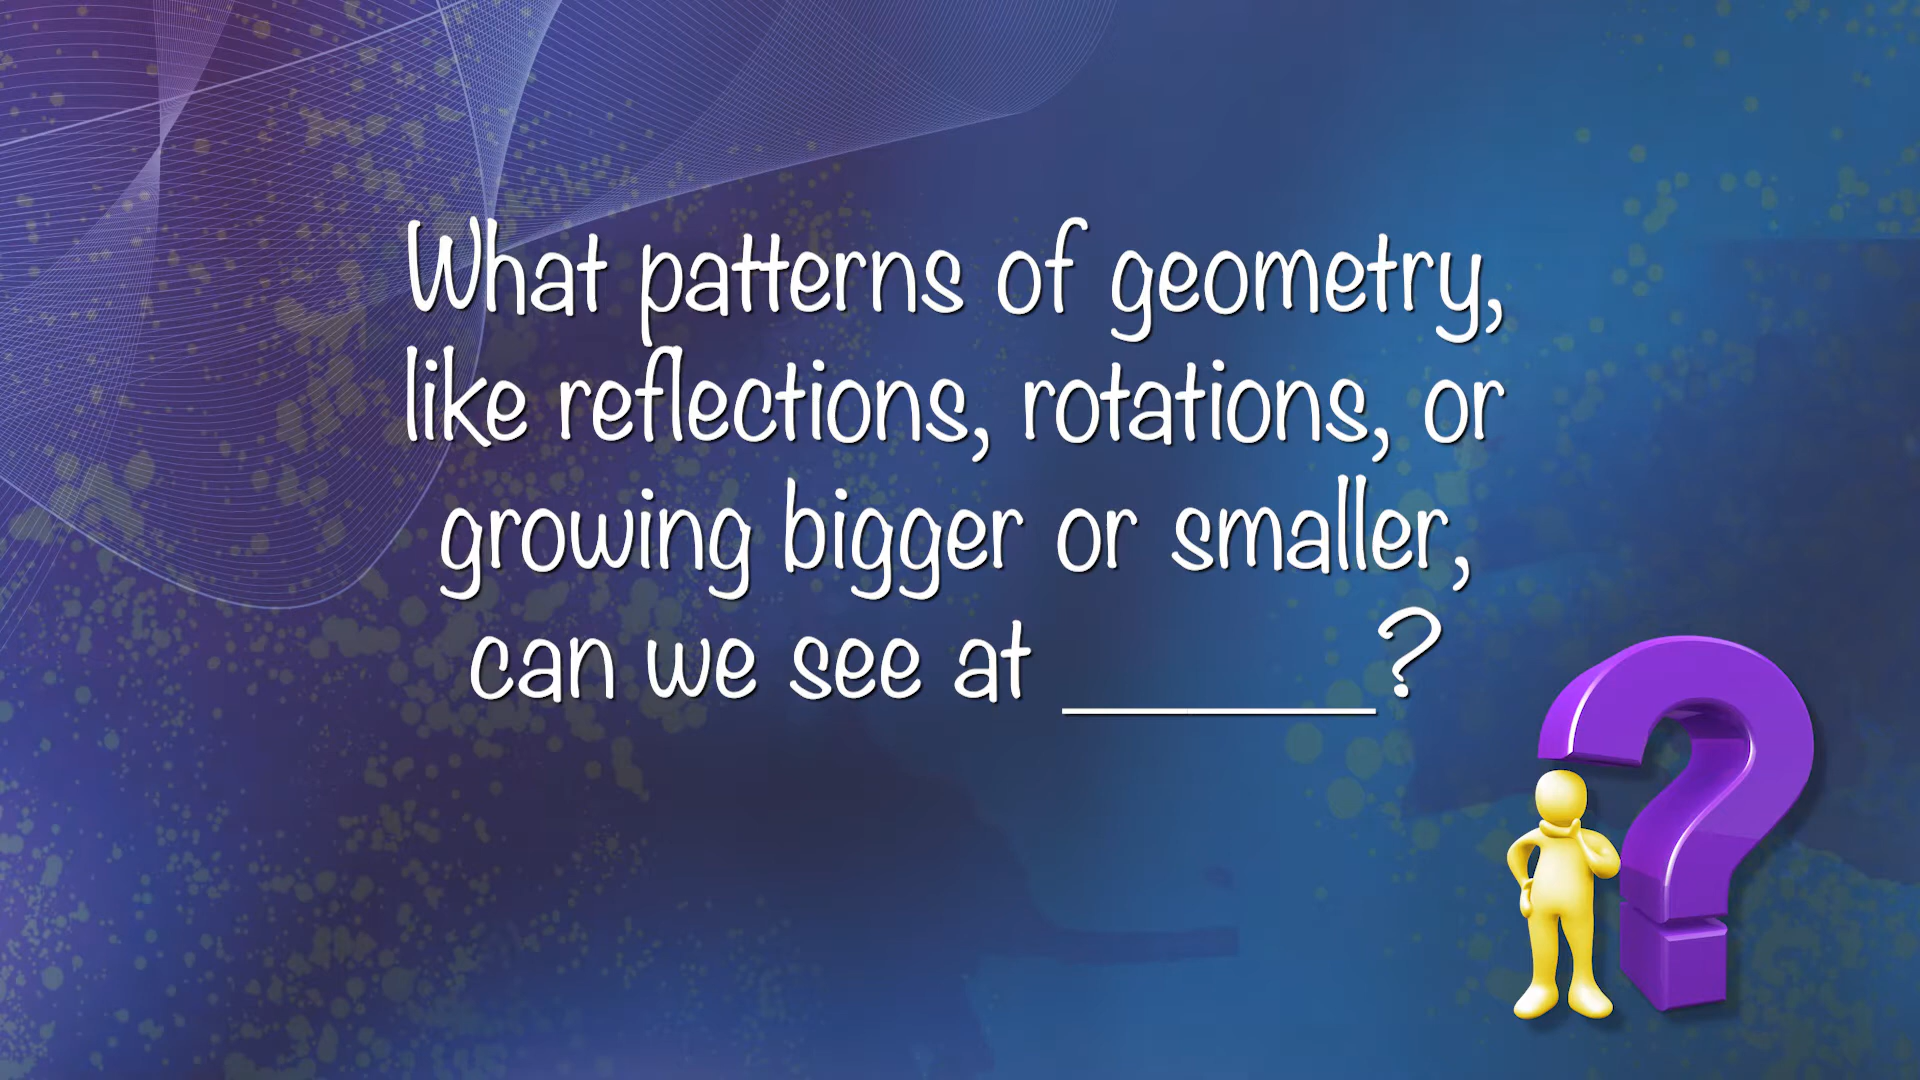 What patterns of geometry,
like reflections, rotations, or
growing bigger or smaller,
can we see at _______?